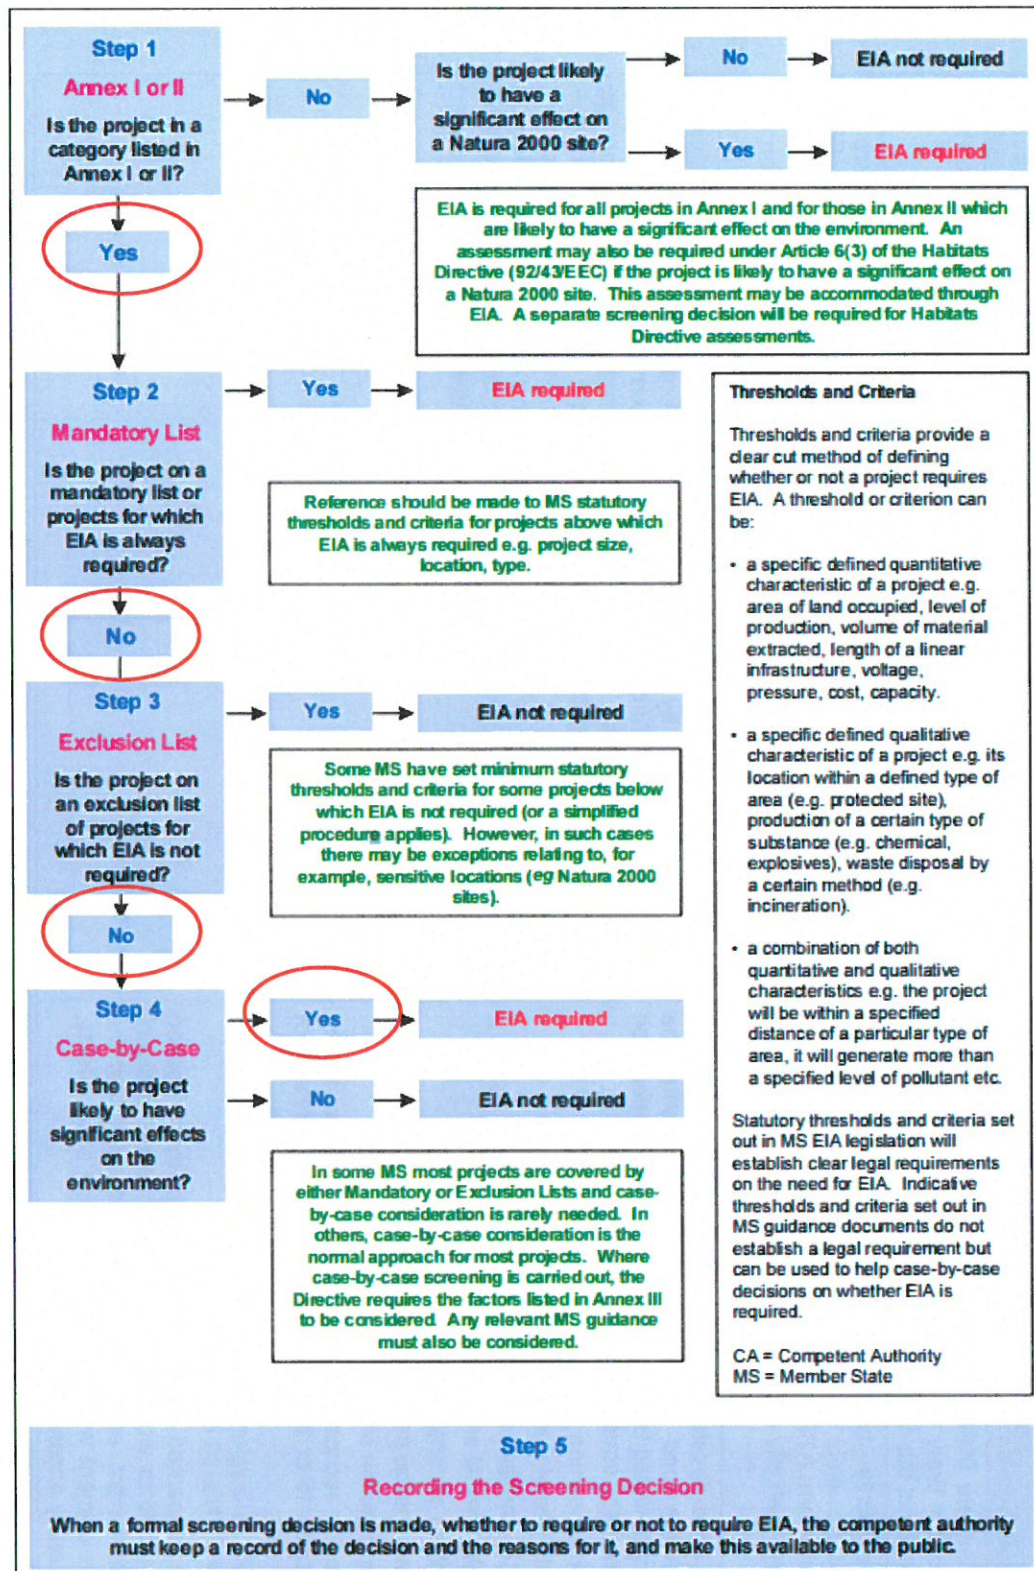 Step 1
Annex I or II
Is the project in a
category listed in
Annex I or II?
No
Is the project likely
to have a
significant effect on
a Natura 2000 site?
No
EIA not required
Yes
EIA required
Yes
EIA is required for all projects in Annex I and for those in Annex II which
are likely to have a significant effect on the environment. An
assessment may also be required under Article 6(3) of the Habitats
Directive (92/43/EEC) if the project is likely to have a significant effect on
a Natura 2000 site. This assessment may be accommodated through
EIA. A separate screening decision will be required for Habitats
Directive assessments.
Step 2
Mandatory List
Is the project on a
mandatory list or
projects for which
EIA is always
required?
Yes
EIA required
Reference should be made to MS statutory
thresholds and criteria for projects above which
EIA is always required e.g. project size,
location, type.
No
Step 3
Exclusion List
Is the project on
an exclusion list
of projects for
which EIA is not
required?
Yes
EIA not required
Some MS have set minimum statutory
thresholds and criteria for some projects below
which EIA is not required (or a simplified
procedure applies). However, in such cases
there may be exceptions relating to, for
example, sensitive locations (eg Natura 2000
sites).
No
Step 4
Case-by-Case
Is the project
likely to have
significant effects
on the
environment?
Yes
EIA required
No
EIA not required
In some MS most projects are covered by
either Mandatory or Exclusion Lists and case-
by-case consideration is rarely needed. In
others, case-by-case consideration is the
normal approach for most projects. Where
case-by-case screening is carried out, the
Directive requires the factors listed in Annex III
to be considered. Any relevant MS guidance
must also be considered.
Thresholds and Criteria
Thresholds and criteria provide a
clear cut method of defining
whether or not a project requires
EIA. A threshold or criterion can
be:
• a specific defined quantitative
characteristic of a project e.g.
area of land occupied, level of
production, volume of material
extracted, length of a linear
infrastructure, voltage,
pressure, cost, capacity.
• a specific defined qualitative
characteristic of a project e.g. its
location within a defined type of
area (e.g. protected site),
production of a certain type of
substance (e.g. chemical,
explosives), waste disposal by
a certain method (e.g.
incineration).
• a combination of both
quantitative and qualitative
characteristics e.g. the project
will be within a specified
distance of a particular type of
area, it will generate more than
a specified level of pollutant etc.
Statutory thresholds and criteria set
out in MS EIA legislation will
establish clear legal requirements
on the need for EIA. Indicative
thresholds and criteria set out in
MS guidance documents do not
establish a legal requirement but
can be used to help case-by-case
decisions on whether EIA is
required.
CA = Competent Authority
MS = Member State
Step 5
Recording the Screening Decision
When a formal screening decision is made, whether to require or not to require EIA, the competent authority
must keep a record of the decision and the reasons for it, and make this available to the public.